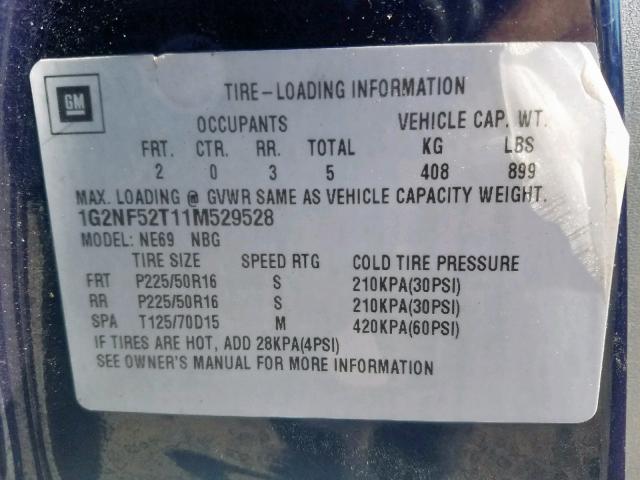 GM
TIRE-LOADING INFORMATION
OCCUPANTS VEHICLE CAP. WT.
FRT. CTR. RR. TOTAL KG LBS
2 0 3 5 408 899
MAX. LOADING @ GVWR SAME AS VEHICLE CAPACITY WEIGHT.
1G2NF52T11M529528
MODEL: NE69 NBG
TIRE SIZE SPEED RTG COLD TIRE PRESSURE
FRT P225/50R16 S 210KPA(30PSI)
RR P225/50R16 S 210KPA(30PSI)
SPA T125/70D15 M 420KPA(60PSI)
IF TIRES ARE HOT, ADD 28KPA(4PSI)
SEE OWNER'S MANUAL FOR MORE INFORMATION